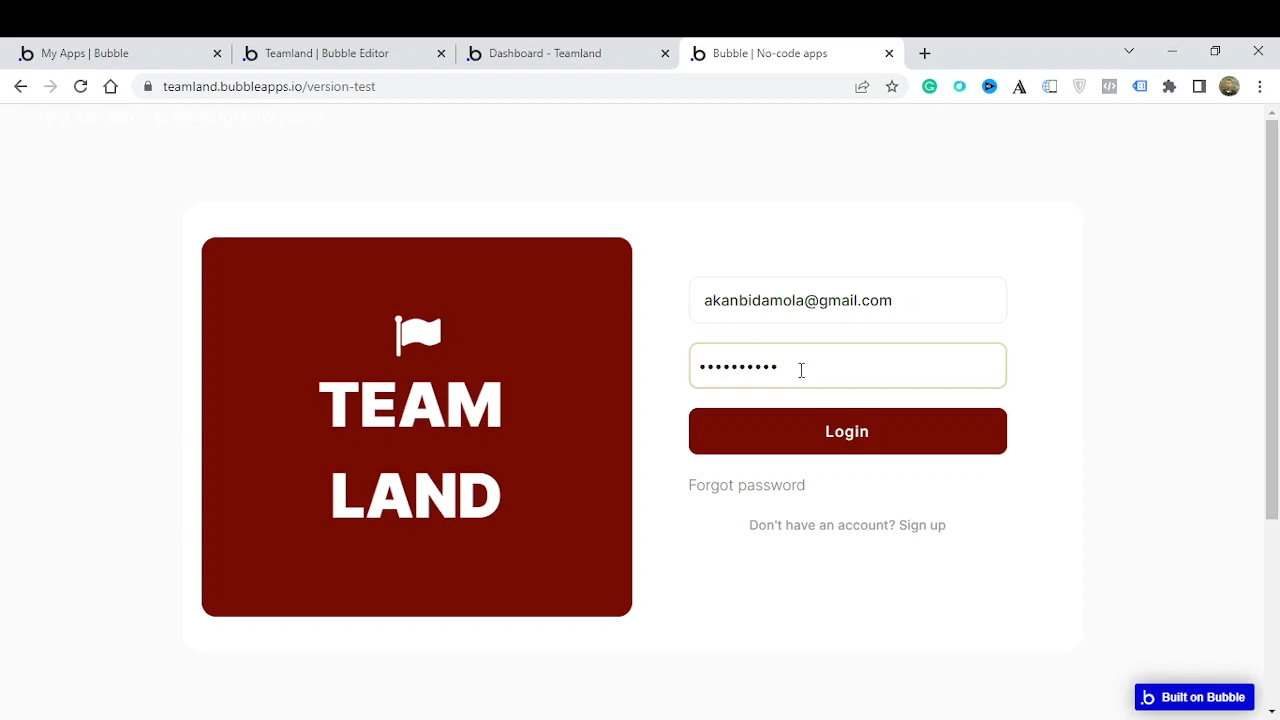 My Apps | Bubble
Teamland | Bubble Editor
Dashboard - Teamland
Bubble | No-code apps
teamland.bubbleapps.io/version-test
akanbidamola@gmail.com
••••••••••
TEAM
LAND
Login
Forgot password
Don't have an account? Sign up
Built on Bubble